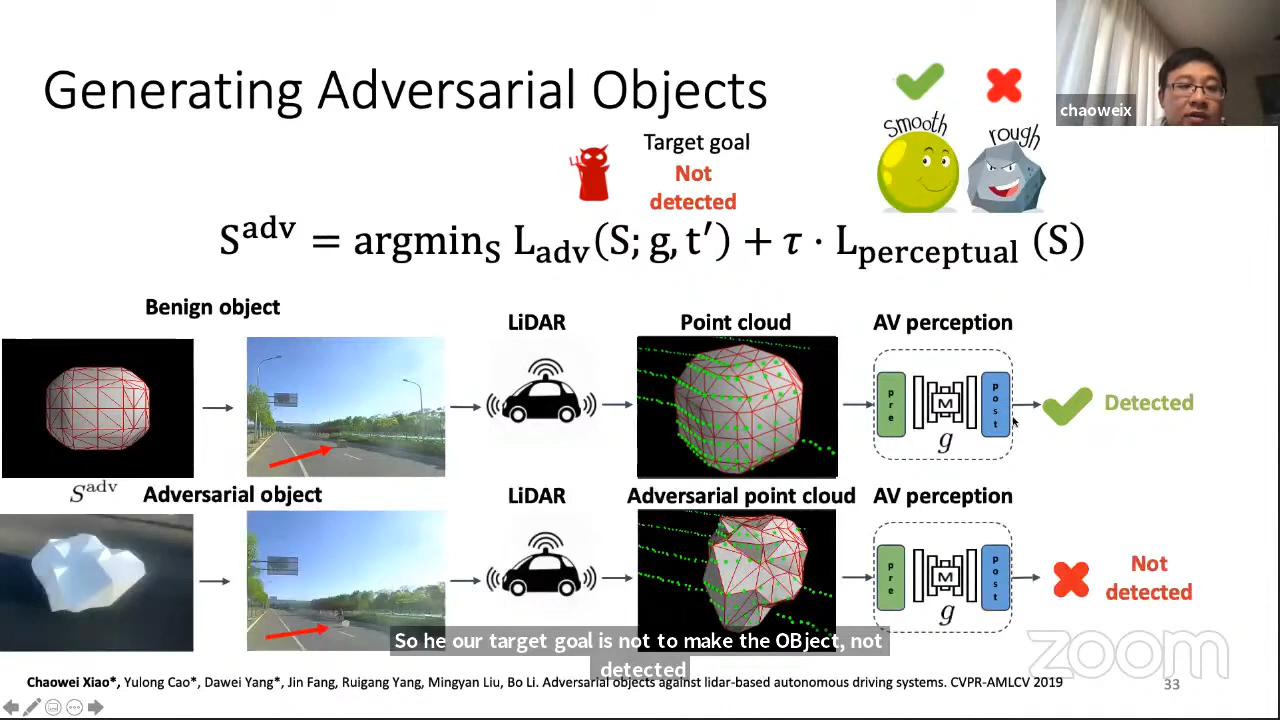 Generating Adversarial Objects
chaoweix
smooth
rough
Target goal
Not
detected
S^adv = argmin_S L_adv(S; g, t′) + τ · L_perceptual (S)
Benign object
LiDAR
Point cloud
AV perception
pre
M
post
g
Detected
S^adv
Adversarial object
LiDAR
Adversarial point cloud
AV perception
pre
M
post
g
Not
detected
So he our target goal is not to make the OBject, not
detected
zoom
Chaowei Xiao*, Yulong Cao*, Dawei Yang*, Jin Fang, Ruigang Yang, Mingyan Liu, Bo Li. Adversarial objects against lidar-based autonomous driving systems. CVPR-AMLCV 2019
33